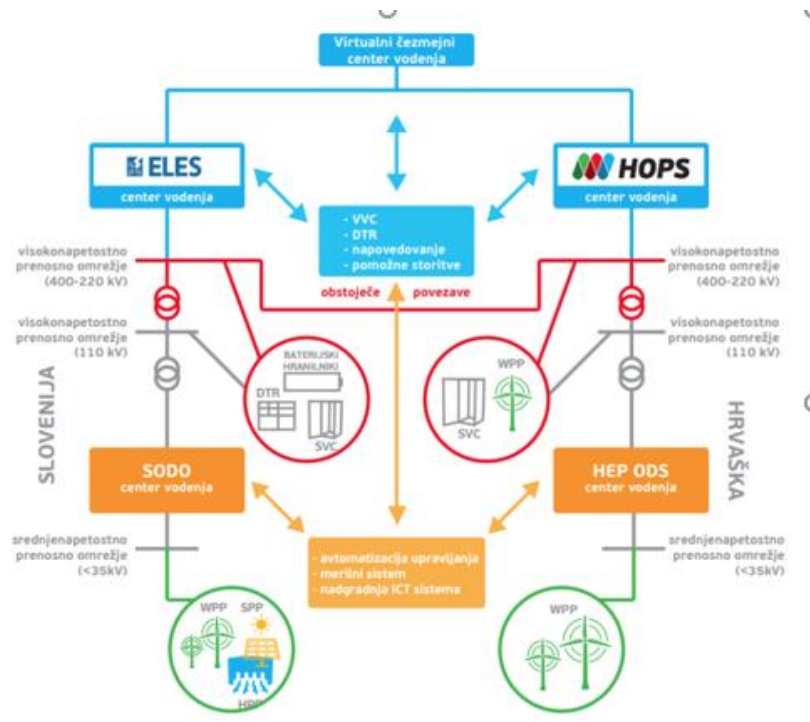 Virtualni čezmejni
center vodenja
ELES
center vodenja
HOPS
center vodenja
- VVC
- DTR
- napovedovanje
- pomožne storitve
visokonapetostno
prenosno omrežje
(400-220 kV)
visokonapetostno
prenosno omrežje
(400-220 kV)
obstoječe povezave
visokonapetostno
prenosno omrežje
(110 kV)
visokonapetostno
prenosno omrežje
(110 kV)
BATERIJSKI
HRANILNIKI
DTR
SVC
WPP
SVC
SLOVENIJA
HRVAŠKA
SODO
center vodenja
HEP ODS
center vodenja
srednjenapetostno
prenosno omrežje
(<35kV)
srednjenapetostno
prenosno omrežje
(<35kV)
- avtomatizacija upravljanja
- merilni sistem
- nadgradnja ICT sistema
WPP SPP
HPP
WPP